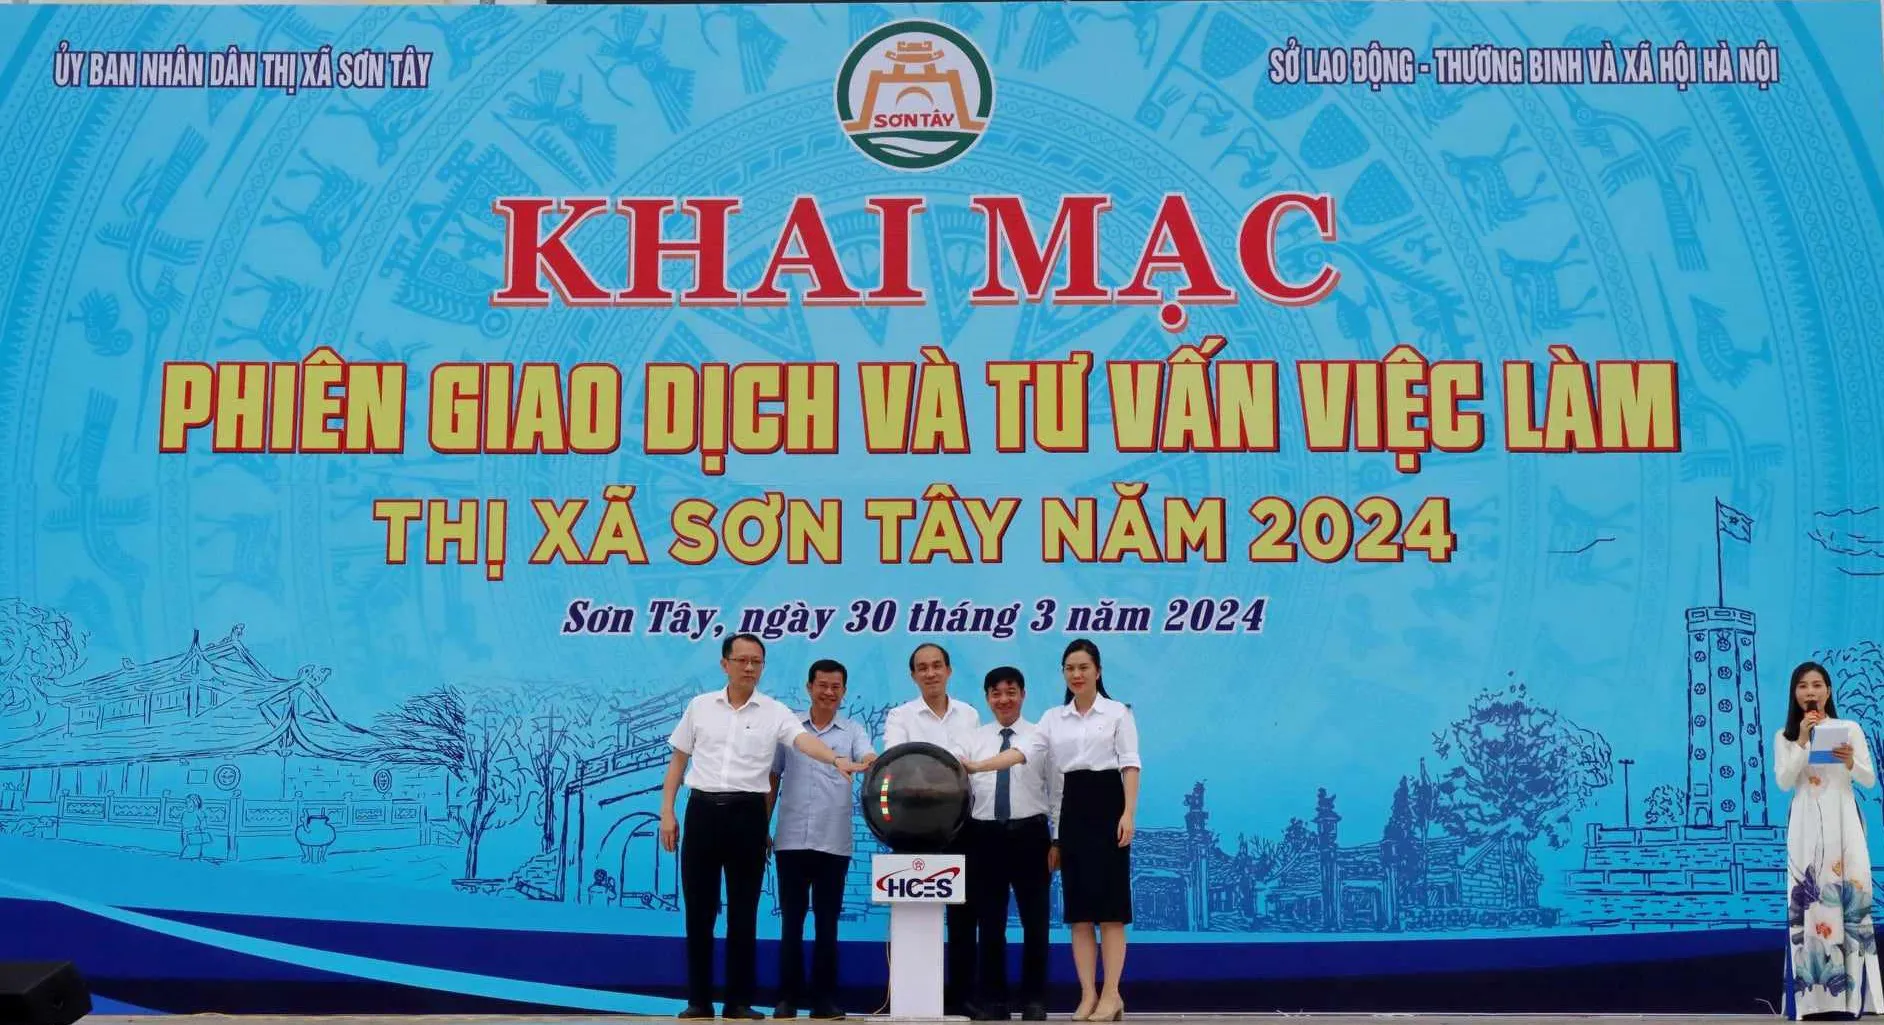 ỦY BAN NHÂN DÂN THỊ XÃ SƠN TÂY
SỞ LAO ĐỘNG - THƯƠNG BINH VÀ XÃ HỘI HÀ NỘI
SƠN TÂY
KHAI MẠC
PHIÊN GIAO DỊCH VÀ TƯ VẤN VIỆC LÀM
THỊ XÃ SƠN TÂY NĂM 2024
Sơn Tây, ngày 30 tháng 3 năm 2024
HCES